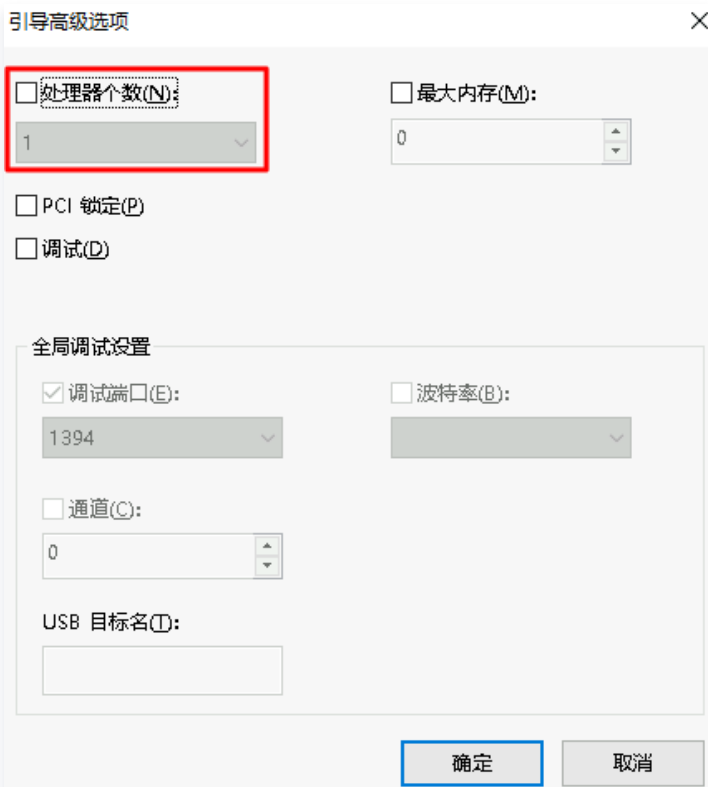 引导高级选项
处理器个数(N):
最大内存(M):
1
0
PCI 锁定(P)
调试(D)
全局调试设置
调试端口(E):
波特率(B):
1394
通道(C):
0
USB 目标名(T):
确定
取消